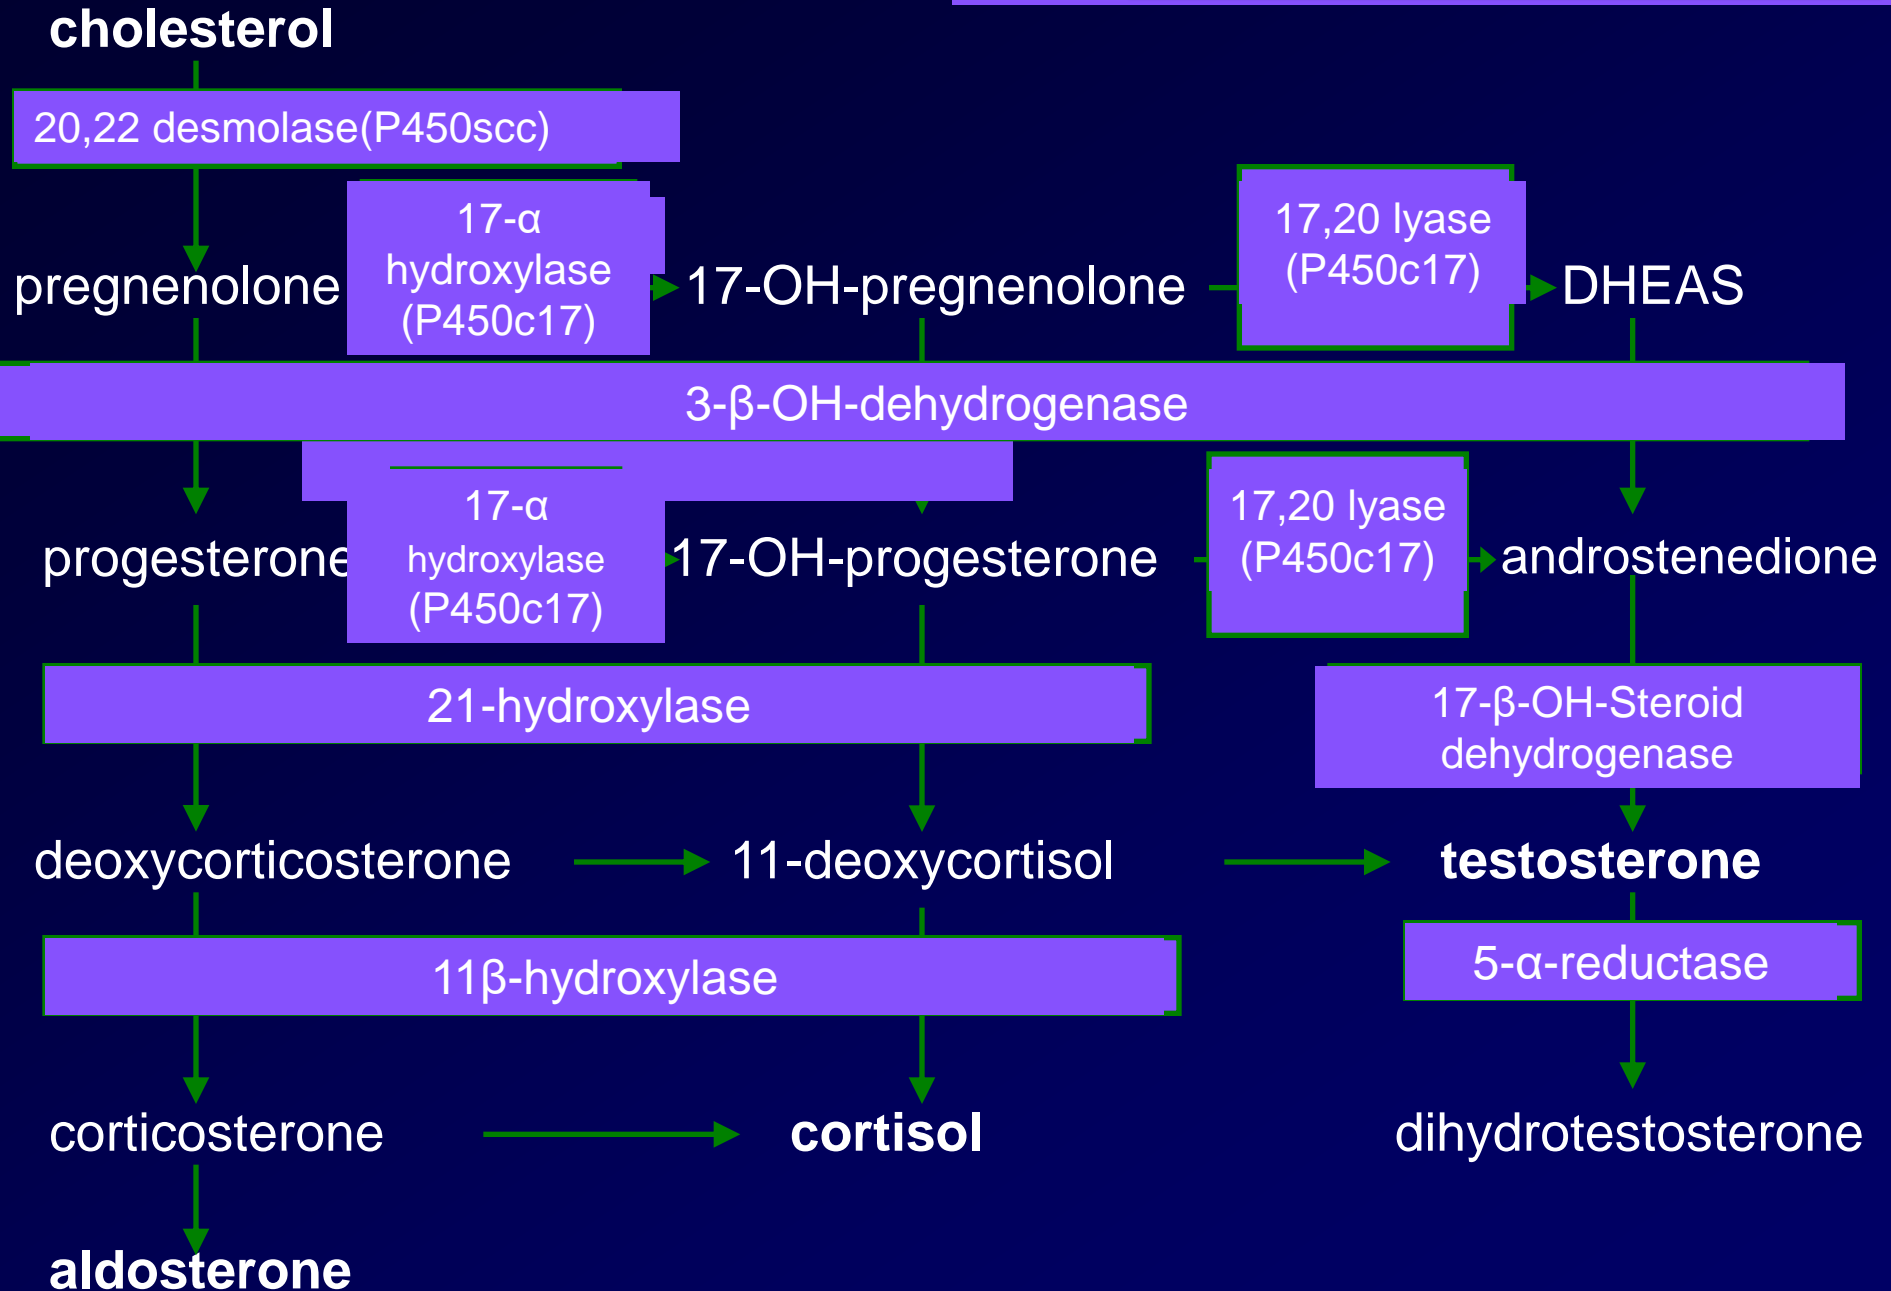 cholesterol
20,22 desmolase(P450scc)
17-α
hydroxylase
(P450c17)
17,20 lyase
(P450c17)
pregnenolone
17-OH-pregnenolone
DHEAS
3-β-OH-dehydrogenase
17-α
hydroxylase
(P450c17)
17,20 lyase
(P450c17)
progesterone
17-OH-progesterone
androstenedione
21-hydroxylase
17-β-OH-Steroid
dehydrogenase
deoxycorticosterone
11-deoxycortisol
testosterone
11β-hydroxylase
5-α-reductase
corticosterone
cortisol
dihydrotestosterone
aldosterone